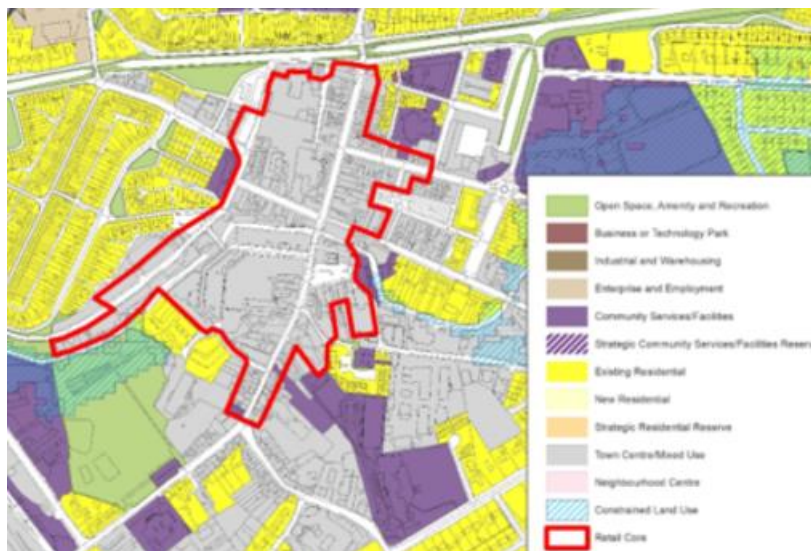 Open Space, Amenity and Recreation
Business or Technology Park
Industrial and Warehousing
Enterprise and Employment
Community Services/Facilities
Strategic Community Services/Facilities Reserv
Existing Residential
New Residential
Strategic Residential Reserve
Town Centre/Mixed Use
Neighbourhood Centre
Constrained Land Use
Retail Core